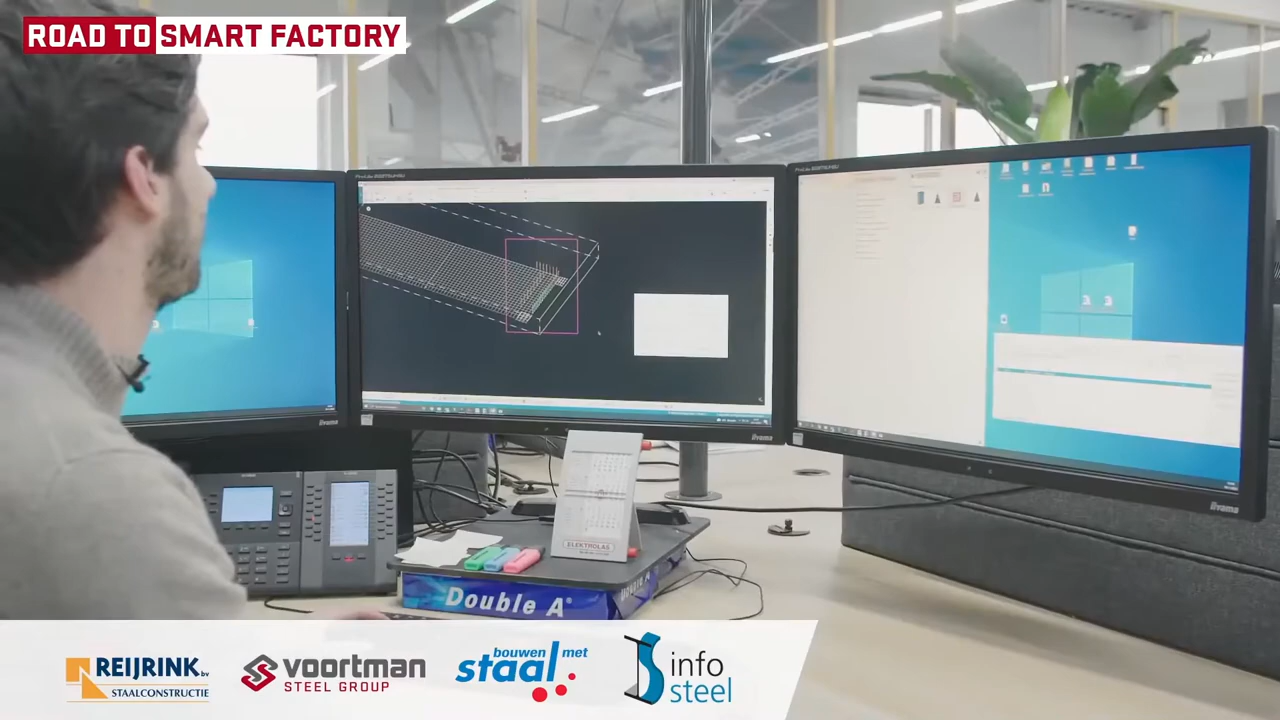 ROAD TO SMART FACTORY
iiyama
iiyama
iiyama
ELEKTROLAS
Double A
Double A
REIJRINK bv
STAALCONSTRUCTIE
voortman
STEEL GROUP
bouwen met
staal
info
steel